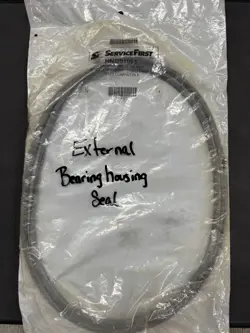 ServiceFirst
External
Bearing housing
Seal